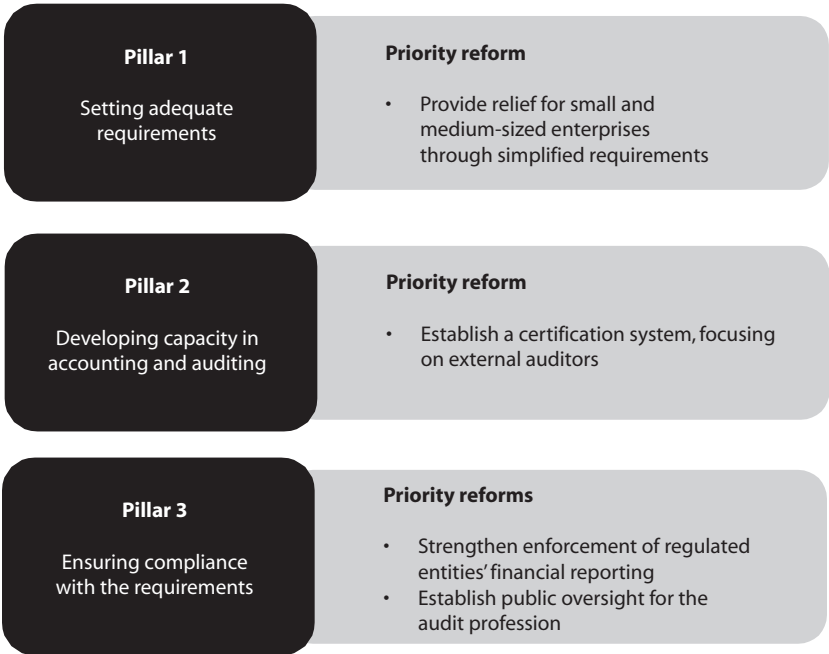 Pillar 1
Setting adequate
requirements
Priority reform
• Provide relief for small and
medium-sized enterprises
through simplified requirements
Pillar 2
Developing capacity in
accounting and auditing
Priority reform
• Establish a certification system, focusing
on external auditors
Pillar 3
Ensuring compliance
with the requirements
Priority reforms
• Strengthen enforcement of regulated
entities’ financial reporting
• Establish public oversight for the
audit profession